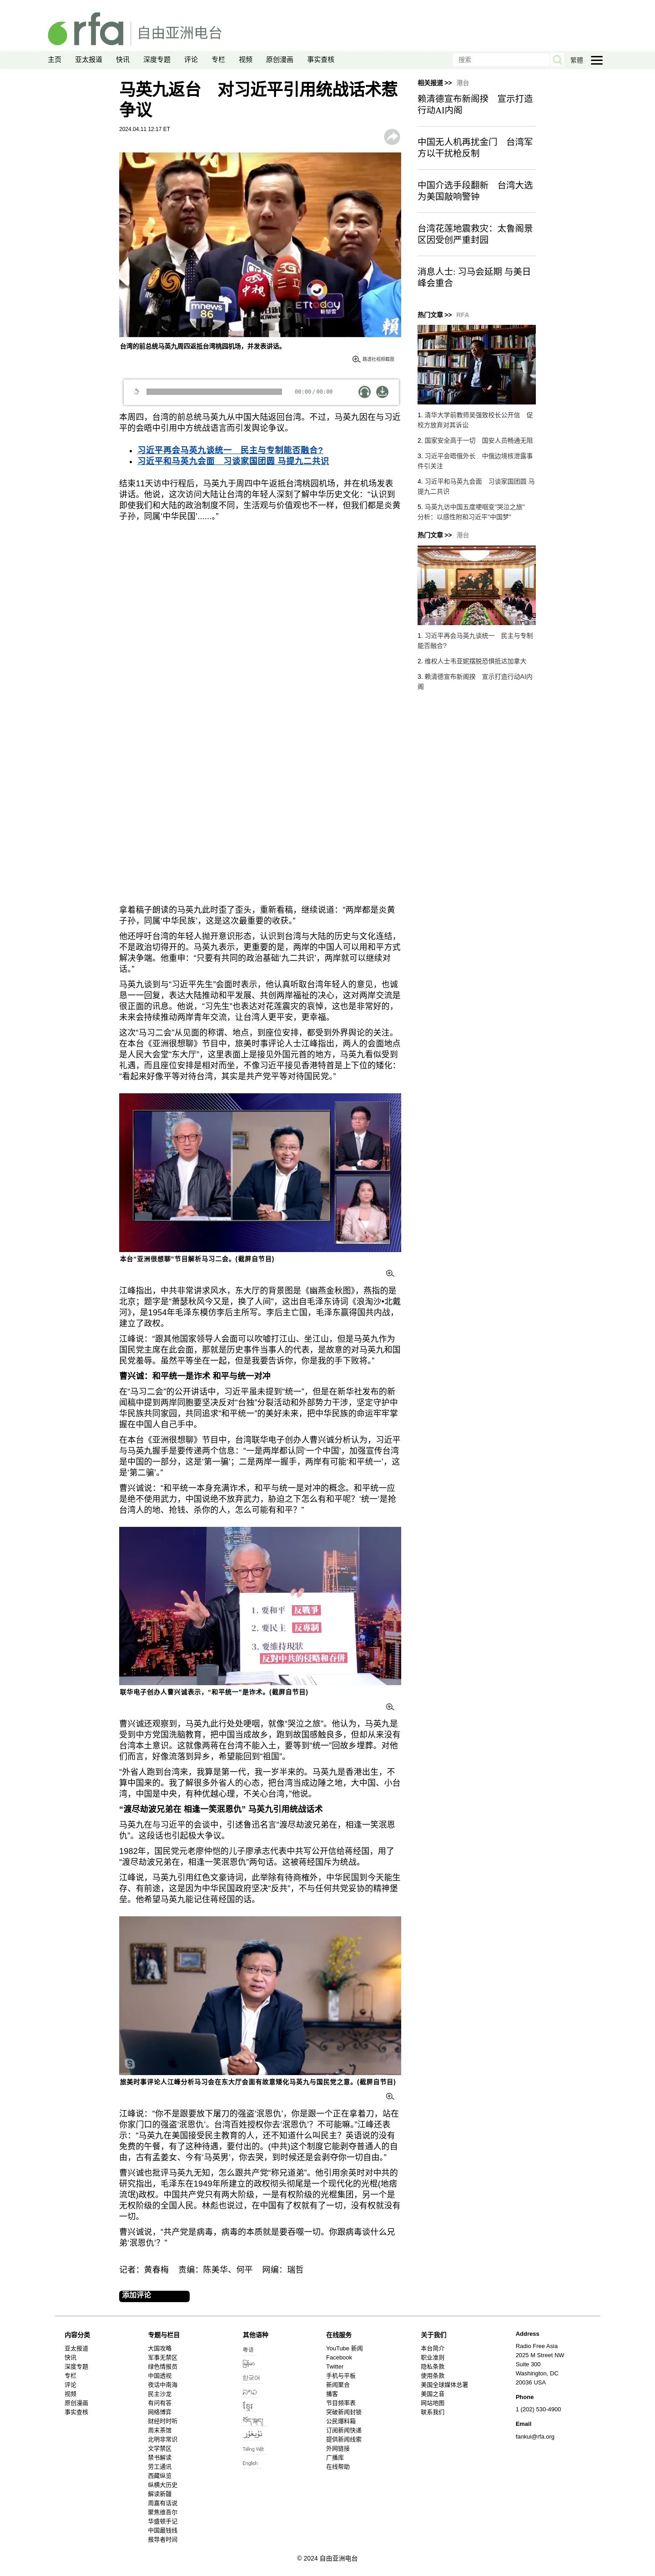 rfa 自由亚洲电台
主页 亚太报道 快讯 深度专题 评论 专栏 视频 原创漫画 事实查核 搜索 繁體
马英九返台　对习近平引用统战话术惹
争议
2024.04.11 12:17 ET
mnews 86
中視
ETtoday
新聞雲
賴
台湾的前总统马英九周四返抵台湾桃园机场，并发表讲话。
路透社视频截图
00:00 / 00:00
本周四，台湾的前总统马英九从中国大陆返回台湾。不过，马英九因在与习近平的会晤中引用中方统战语言而引发舆论争议。
习近平再会马英九谈统一　民主与专制能否融合?
习近平和马英九会面　习谈家国团圆 马提九二共识
结束11天访中行程后，马英九于周四中午返抵台湾桃园机场，并在机场发表讲话。他说，这次访问大陆让台湾的年轻人深刻了解中华历史文化：“认识到即使我们和大陆的政治制度不同，生活观与价值观也不一样，但我们都是炎黄子孙，同属‘中华民国’……。”
拿着稿子朗读的马英九此时歪了歪头，重新看稿，继续说道：“两岸都是炎黄子孙，同属‘中华民族’，这是这次最重要的收获。”
他还呼吁台湾的年轻人抛开意识形态，认识到台湾与大陆的历史与文化连结，不是政治切得开的。马英九表示，更重要的是，两岸的中国人可以用和平方式解决争端。他重申：“只要有共同的政治基础‘九二共识’，两岸就可以继续对话。”
马英九谈到与“习近平先生”会面时表示，他认真听取台湾年轻人的意见，也诚恳一一回复，表达大陆推动和平发展、共创两岸福祉的决心，这对两岸交流是很正面的讯息。他说，“习先生”也表达对花莲震灾的哀悼，这也是非常好的，未来会持续推动两岸青年交流，让台湾人更平安，更幸福。
这次“马习二会”从见面的称谓、地点，到座位安排，都受到外界舆论的关注。在本台《亚洲很想聊》节目中，旅美时事评论人士江峰指出，两人的会面地点是人民大会堂“东大厅”，这里表面上是接见外国元首的地方，马英九看似受到礼遇，而且座位安排是相对而坐，不像习近平接见香港特首是上下位的矮化：“看起来好像平等对待台湾，其实是共产党平等对待国民党。”
本台“亚洲很想聊”节目解析马习二会。(截屏自节目)
江峰指出，中共非常讲求风水，东大厅的背景图是《幽燕金秋图》，燕指的是北京；题字是“萧瑟秋风今又是，换了人间”，这出自毛泽东诗词《浪淘沙•北戴河》，是1954年毛泽东模仿李后主所写。李后主亡国，毛泽东赢得国共内战，建立了政权。
江峰说：“跟其他国家领导人会面可以吹嘘打江山、坐江山，但是马英九作为国民党主席在此会面，那就是历史事件当事人的代表，是故意的对马英九和国民党羞辱。虽然平等坐在一起，但是我要告诉你，你是我的手下败将。”
曹兴诚：和平统一是诈术 和平与统一对冲
在“马习二会”的公开讲话中，习近平虽未提到“统一”，但是在新华社发布的新闻稿中提到两岸同胞要坚决反对“台独”分裂活动和外部势力干涉，坚定守护中华民族共同家园，共同追求“和平统一”的美好未来，把中华民族的命运牢牢掌握在中国人自己手中。
在本台《亚洲很想聊》节目中，台湾联华电子创办人曹兴诚分析认为，习近平与马英九握手是要传递两个信息：“一是两岸都认同‘一个中国’，加强宣传台湾是中国的一部分，这是‘第一骗’；二是两岸一握手，两岸有可能‘和平统一’，这是‘第二骗’。”
曹兴诚说：“和平统一本身充满诈术，和平与统一是对冲的概念。和平统一应是绝不使用武力，中国说绝不放弃武力，胁迫之下怎么有和平呢？‘统一’是抢台湾人的地、抢钱、杀你的人，怎么可能有和平？”
1. 要和平 反戰爭
2. 要民主 反專制
3. 要維持現狀
反對中共的侵略和吞併
联华电子创办人曹兴诚表示，“和平统一”是诈术。(截屏自节目)
曹兴诚还观察到，马英九此行处处哽咽，就像“哭泣之旅”。他认为，马英九是受到中方党国洗脑教育，把中国当成故乡，跑到故国感触良多，但却从来没有台湾本土意识。这就像两蒋在台湾不能入土，要等到“统一”回故乡埋葬。对他们而言，好像流落到异乡，希望能回到“祖国”。
“外省人跑到台湾来，我算是第一代，我一岁半来的。马英九是香港出生，不算中国来的。我了解很多外省人的心态，把台湾当成边陲之地，大中国、小台湾，中国是中央，有种优越心理，不关心台湾，”他说。
“渡尽劫波兄弟在 相逢一笑泯恩仇” 马英九引用统战话术
马英九在与习近平的会谈中，引述鲁迅名言“渡尽劫波兄弟在，相逢一笑泯恩仇”。这段话也引起极大争议。
1982年，国民党元老廖仲恺的儿子廖承志代表中共写公开信给蒋经国，用了“渡尽劫波兄弟在，相逢一笑泯恩仇”两句话。这被蒋经国斥为统战。
江峰说，马英九引用红色文豪诗词，此举除有待商榷外，中华民国到今天能生存、有前途，这是因为中华民国政府坚决“反共”，不与任何共党妥协的精神堡垒。他希望马英九能记住蒋经国的话。
旅美时事评论人江峰分析马习会在东大厅会面有故意矮化马英九与国民党之意。(截屏自节目)
江峰说：“你不是跟要放下屠刀的强盗‘泯恩仇’，你是跟一个正在拿着刀，站在你家门口的强盗‘泯恩仇’。台湾百姓授权你去‘泯恩仇’？不可能嘛。”江峰还表示：“马英九在美国接受民主教育的人，还不知道什么叫民主？英语说的没有免费的午餐，有了这种待遇，要付出的。(中共)这个制度它能剥夺普通人的自由，古有孟姜女、今有‘马英男’，你去哭，到时候还是会剥夺你一切自由。”
曹兴诚也批评马英九无知，怎么跟共产党“称兄道弟”。他引用余英时对中共的研究指出，毛泽东在1949年所建立的政权彻头彻尾是一个现代化的光棍(地痞流氓)政权。中国共产党只有两大阶级，一是有权阶级的光棍集团，另一个是无权阶级的全国人民。林彪也说过，在中国有了权就有了一切，没有权就没有一切。
曹兴诚说，“共产党是病毒，病毒的本质就是要吞噬一切。你跟病毒谈什么兄弟‘泯恩仇’？”
记者：黄春梅　责编：陈美华、何平　网编：瑞哲
添加评论
相关报道 >> 港台
赖清德宣布新阁揆　宣示打造行动AI内阁
中国无人机再扰金门　台湾军方以干扰枪反制
中国介选手段翻新　台湾大选为美国敲响警钟
台湾花莲地震救灾：太鲁阁景区因受创严重封园
消息人士: 习马会延期 与美日峰会重合
热门文章 >> RFA
1. 清华大学前教师吴强致校长公开信　促校方放弃对其诉讼
2. 国家安全高于一切　国安人员畅通无阻
3. 习近平会晤俄外长　中俄边境核泄露事件引关注
4. 习近平和马英九会面　习谈家国团圆 马提九二共识
5. 马英九访中国五度哽咽变"哭泣之旅"　分析：以感性附和习近平"中国梦"
热门文章 >> 港台
1. 习近平再会马英九谈统一　民主与专制能否融合?
2. 维权人士韦亚妮摆脱恐惧抵达加拿大
3. 赖清德宣布新阁揆　宣示打造行动AI内阁
内容分类
亚太报道
快讯
深度专题
专栏
评论
视频
原创漫画
事实查核
专题与栏目
大国攻略
军事无禁区
绿色情报员
中国透视
夜话中南海
民主沙龙
有问有答
网络博弈
财经时时听
周末茶馆
北明非常识
文学禁区
禁书解读
劳工通讯
西藏纵览
纵横大历史
解读新疆
周嘉有话说
聚焦维吾尔
华盛顿手记
中国最钱线
报导者时间
其他语种
粤语
မြန်မာ
한국어
ລາວ
ខ្មែរ
བོད་སྐད།
ئۇيغۇر
Tiếng Việt
English
在线服务
YouTube 新闻
Facebook
Twitter
手机与平板
新闻聚合
播客
节目频率表
突破新闻封锁
公民爆料箱
订阅新闻快递
提供新闻线索
外网链接
广播库
在线帮助
关于我们
本台简介
职业准则
隐私条款
使用条款
美国全球媒体总署
美国之音
网站地图
联系我们
Address
Radio Free Asia
2025 M Street NW
Suite 300
Washington, DC
20036 USA
Phone
1 (202) 530-4900
Email
fankui@rfa.org
© 2024 自由亚洲电台